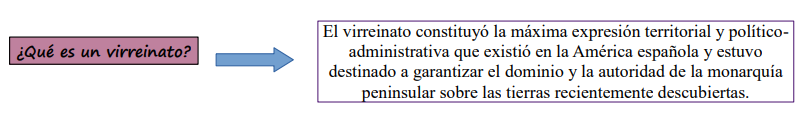 ¿Qué es un virreinato?
El virreinato constituyó la máxima expresión territorial y político-
administrativa que existió en la América española y estuvo
destinado a garantizar el dominio y la autoridad de la monarquía
peninsular sobre las tierras recientemente descubiertas.